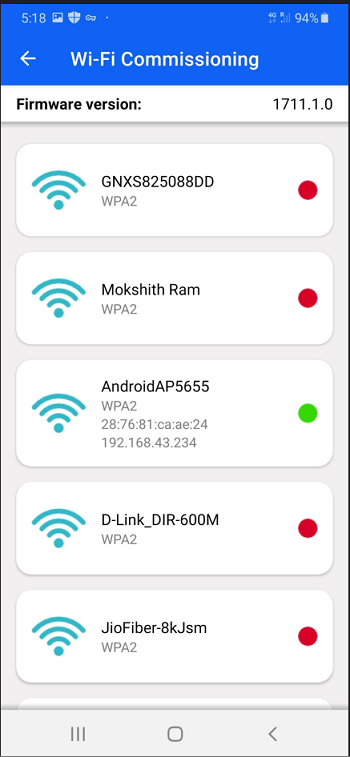 5:18 94%
Wi-Fi Commissioning
Firmware version: 1711.1.0
GNXS825088DD
WPA2
Mokshith Ram
WPA2
AndroidAP5655
WPA2
28:76:81:ca:ae:24
192.168.43.234
D-Link_DIR-600M
WPA2
JioFiber-8kJsm
WPA2